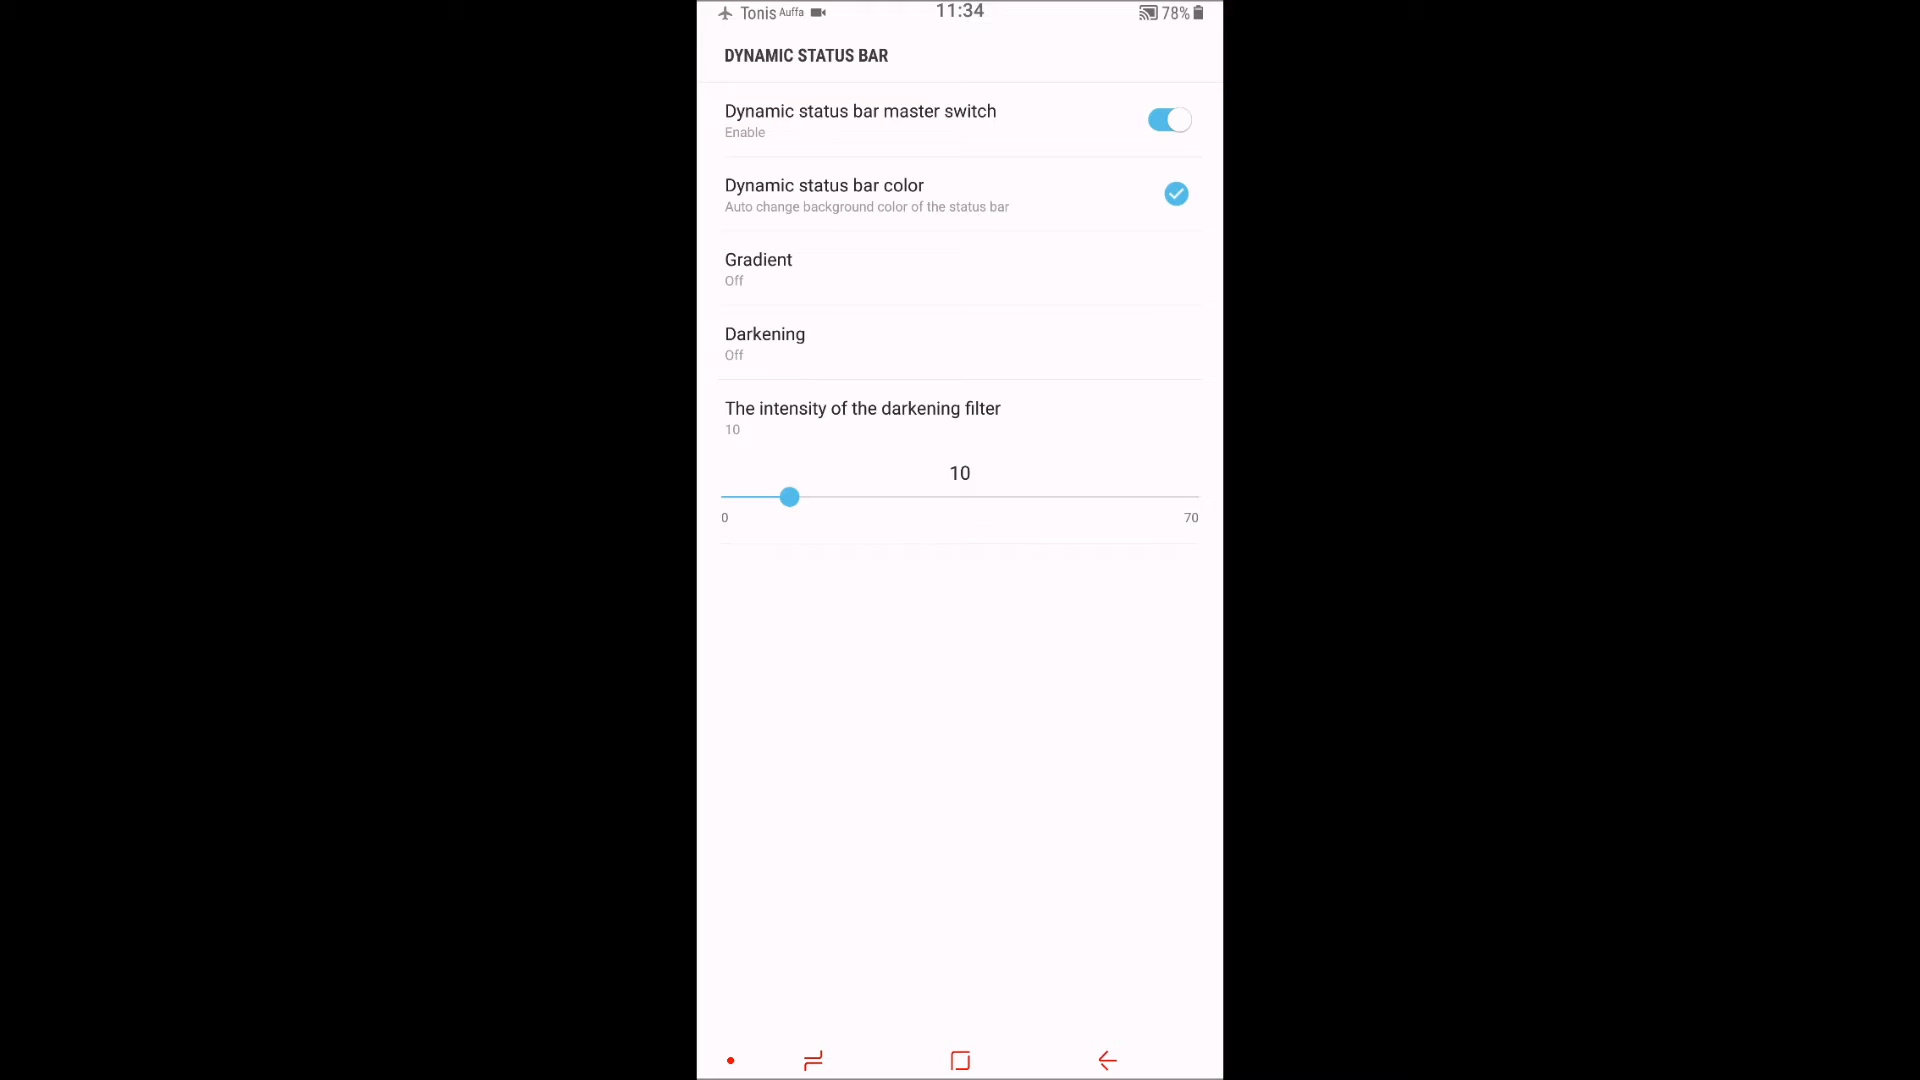 Tonis Auffa 11:34 78%
DYNAMIC STATUS BAR
Dynamic status bar master switch
Enable
Dynamic status bar color
Auto change background color of the status bar
Gradient
Off
Darkening
Off
The intensity of the darkening filter
10
10
0 70